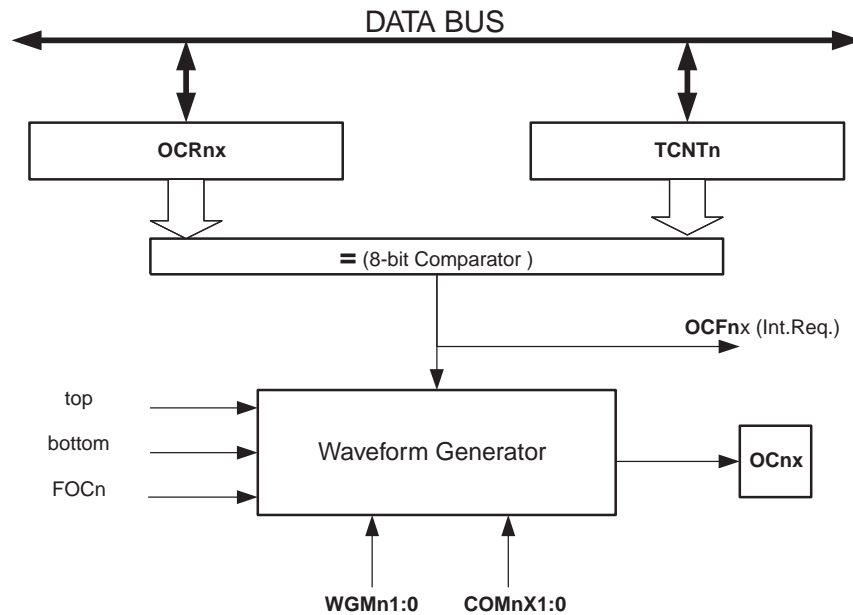 DATA BUS
OCRnx
TCNTn
= (8-bit Comparator )
OCFnx (Int.Req.)
top
bottom
FOCn
Waveform Generator
OCnx
WGMn1:0
COMnX1:0